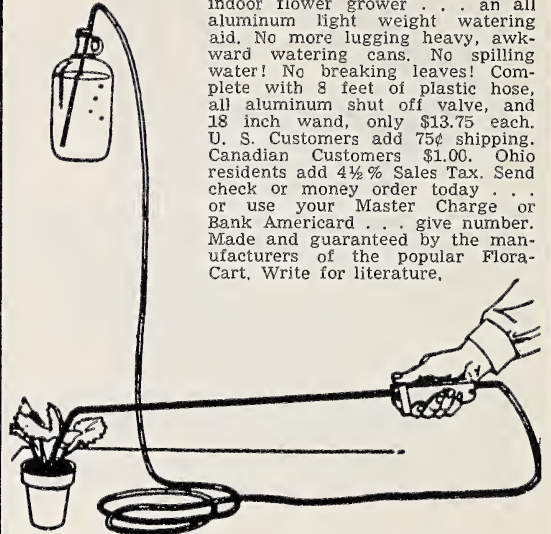 indoor flower grower . . . an all
aluminum light weight watering
aid. No more lugging heavy, awk-
ward watering cans. No spilling
water! No breaking leaves! Com-
plete with 8 feet of plastic hose,
all aluminum shut off valve, and
18 inch wand, only $13.75 each.
U. S. Customers add 75¢ shipping.
Canadian Customers $1.00. Ohio
residents add 4½% Sales Tax. Send
check or money order today . . .
or use your Master Charge or
Bank Americard . . . give number.
Made and guaranteed by the man-
ufacturers of the popular Flora-
Cart. Write for literature.